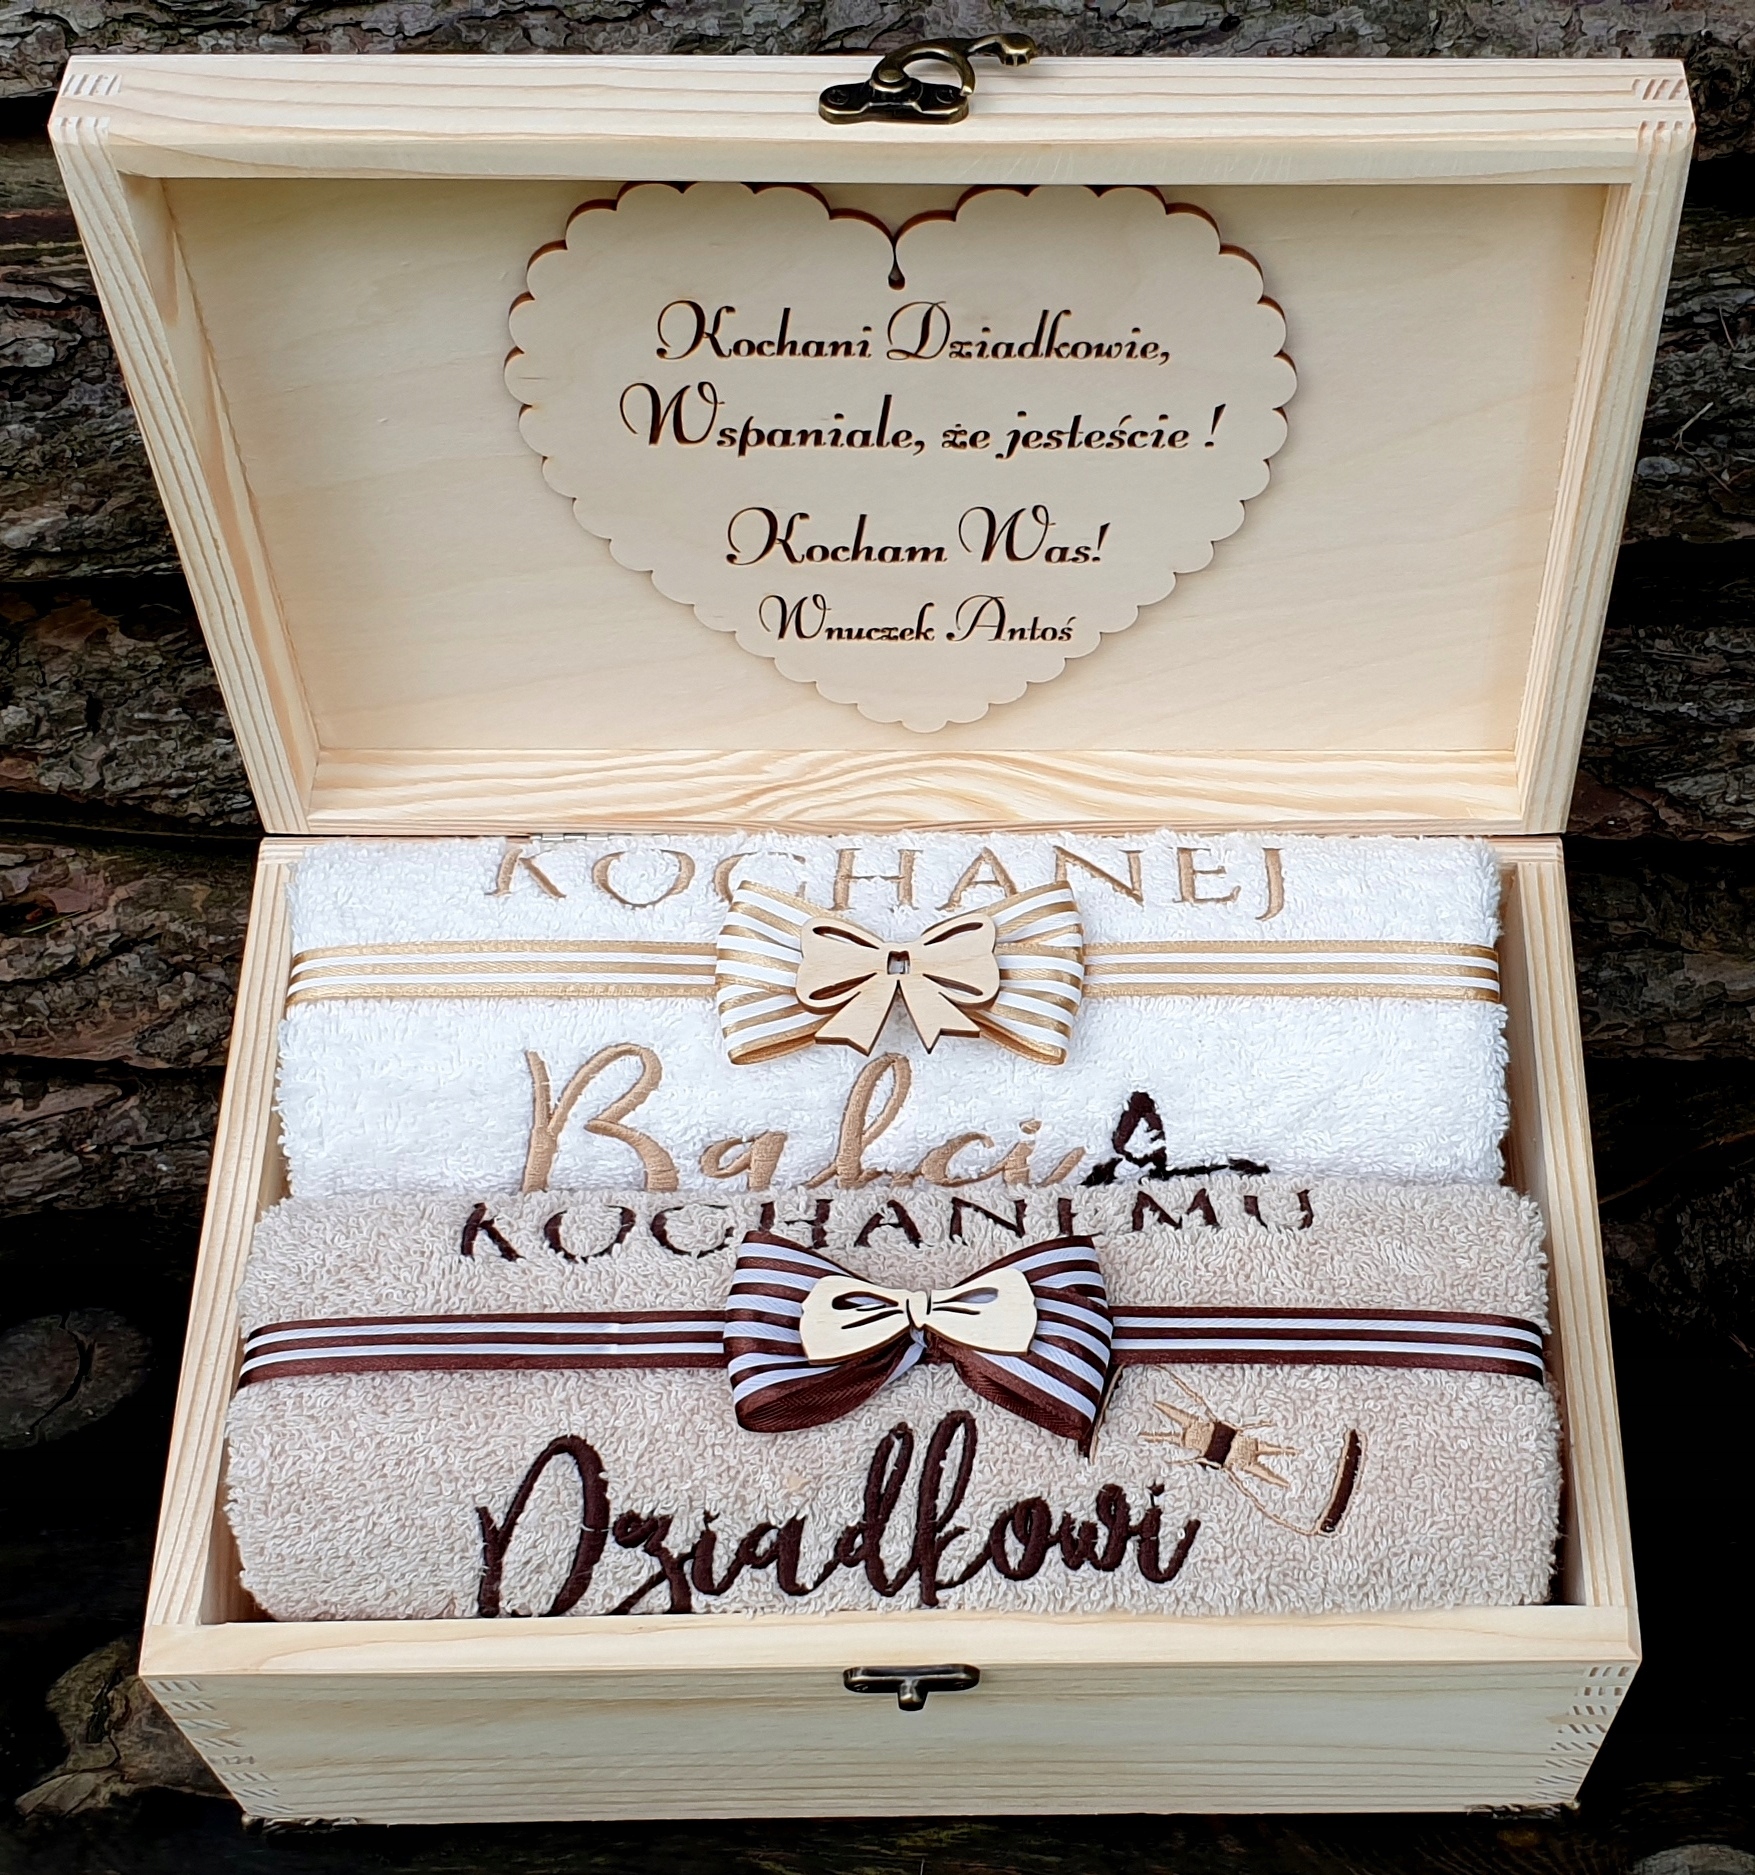 Kochani Dziadkowie,
Wspaniale, że jesteście !
Kocham Was!
Wnuczek Antoś
KOCHANEJ
Babci
KOCHANEMU
Dziadkowi